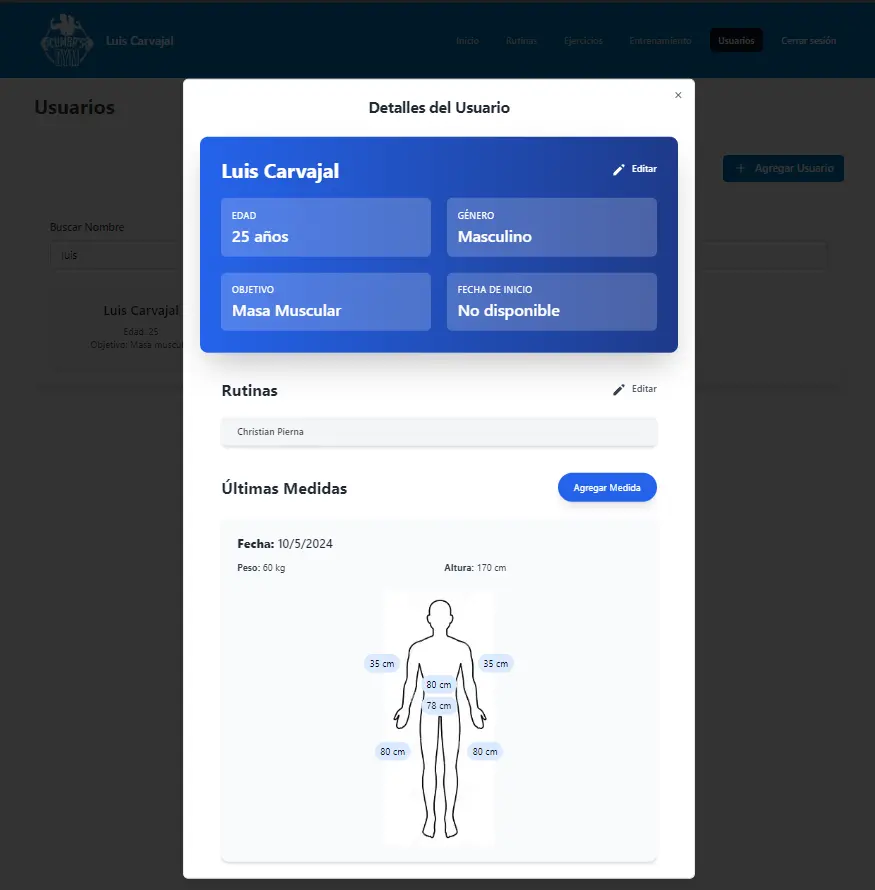 Luis Carvajal
Inicio
Rutinas
Ejercicios
Entrenamiento
Usuarios
Cerrar sesión
Usuarios
Agregar Usuario
Buscar Nombre
luis
Luis Carvajal
Edad: 25
Objetivo: Masa muscul
Detalles del Usuario
×
Luis Carvajal
Editar
EDAD
25 años
GÉNERO
Masculino
OBJETIVO
Masa Muscular
FECHA DE INICIO
No disponible
Rutinas
Editar
Christian Pierna
Últimas Medidas
Agregar Medida
Fecha: 10/5/2024
Peso: 60 kg
Altura: 170 cm
35 cm
35 cm
80 cm
78 cm
80 cm
80 cm